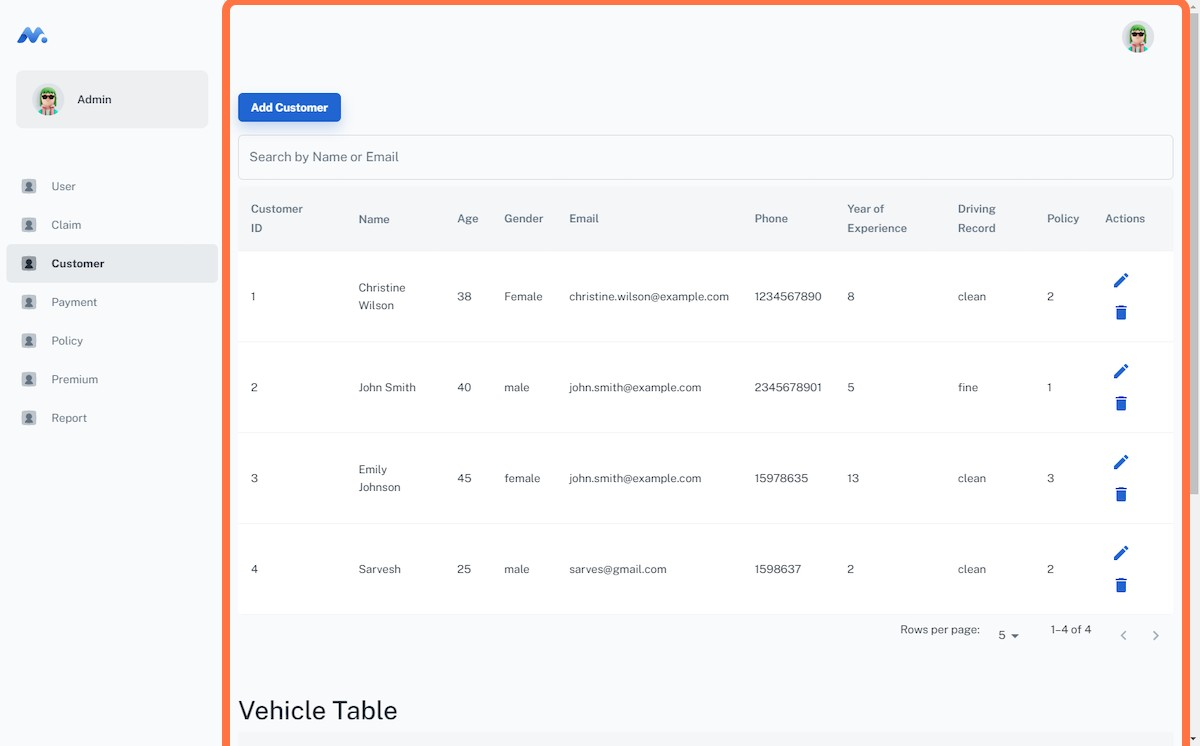 Admin
User
Claim
Customer
Payment
Policy
Premium
Report
Add Customer
Search by Name or Email
Customer ID Name Age Gender Email Phone Year of Experience Driving Record Policy Actions
1 Christine Wilson 38 Female christine.wilson@example.com 1234567890 8 clean 2
2 John Smith 40 male john.smith@example.com 2345678901 5 fine 1
3 Emily Johnson 45 female john.smith@example.com 15978635 13 clean 3
4 Sarvesh 25 male sarves@gmail.com 1598637 2 clean 2
Rows per page: 5 1–4 of 4
Vehicle Table